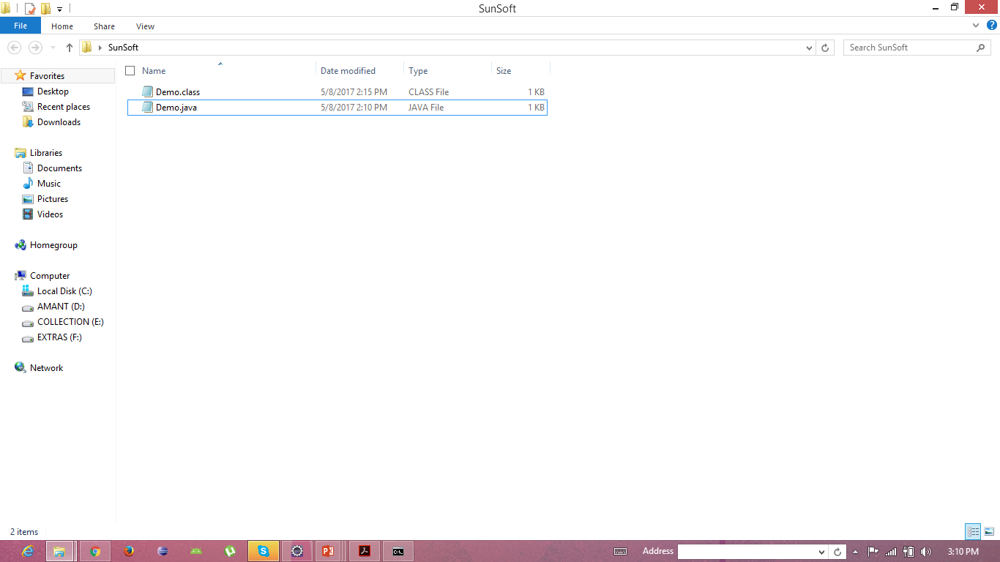 SunSoft
File Home Share View
SunSoft
Search SunSoft
Name Date modified Type Size
Favorites
Desktop
Recent places
Downloads
Libraries
Documents
Music
Pictures
Videos
Homegroup
Computer
Local Disk (C:)
AMANT (D:)
COLLECTION (E:)
EXTRAS (F:)
Network
Demo.class 5/8/2017 2:15 PM CLASS File 1 KB
Demo.java 5/8/2017 2:10 PM JAVA File 1 KB
2 items
Address
3:10 PM